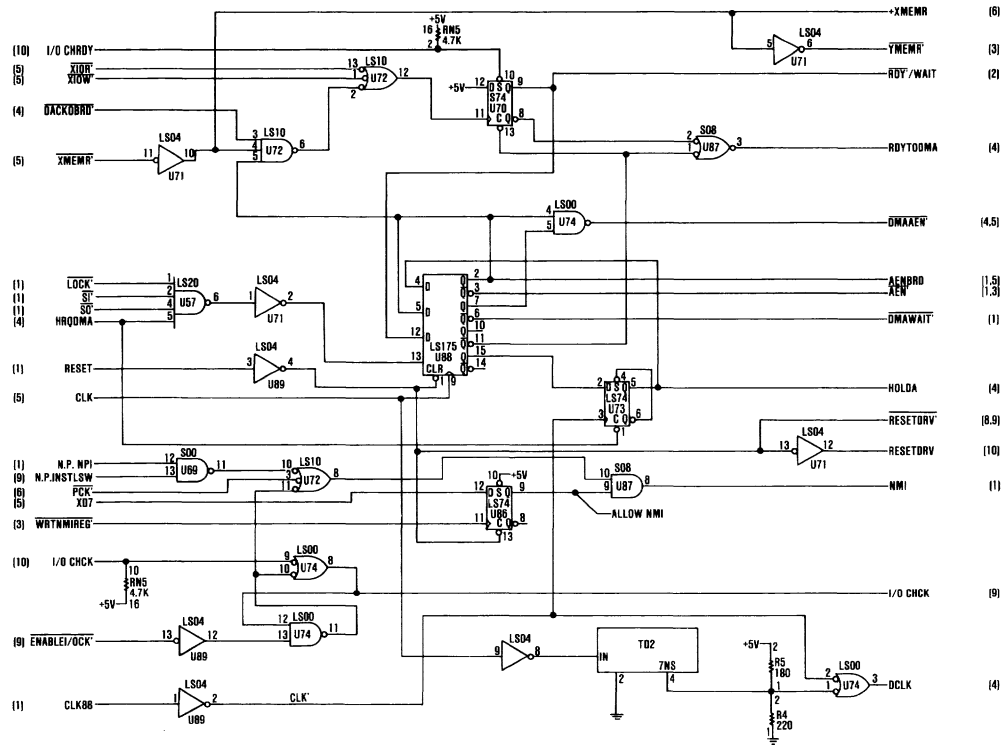 +XMEMR (6)
+5V
16 RN5
4.7K
2
LS04
5 6
U71
YMEMR' (3)
(10) I/O CHRDY
LS10
(5) XIOR' 13
(5) XIOW' 1 U72 12
2
+5V 12 10 9
D S Q
S74
U70
11 C Q 8
13
RDY'/WAIT (2)
(4) DACKOBRD'
LS10
3
4 U72 6
5
LS04
(5) XMEMR' 11 10
U71
S08
2
1 U87 3
RDYTODMA (4)
LS00
4
5 U74
DMAAEN' (4,5)
(1) LOCK' 1
LS20
(1) S1' 2
U57 6
(1) S0' 4
(4) HRQDMA 5
LS04
1 2
U71
4 D Q 2
Q 3
Q 7
5 D Q 6
Q 10
12 D Q 11
LS175 Q 15
13 U88 Q 14
CLR
1 9
AENBRD (1,5)
AEN' (1,3)
DMAWAIT' (1)
LS04
(1) RESET 3 4
U89
(5) CLK
4
2 D S Q 5
LS74
U73
3 C Q 6
1
HOLDA (4)
RESETDRV' (8,9)
LS04
13 12
U71
RESETDRV (10)
(1) N.P. NPI 12
S00
(9) N.P.INSTLSW 13 U69 11
LS10
10
(6) PCK' 3 U72 8
11
(5) XD7
10 +5V
12 D S Q 9
LS74
U86
11 C Q 8
13
S08
10
9 U87 8
NMI (1)
ALLOW NMI
(3) WRTNMIREG'
(10) I/O CHCK
LS00
9
10 U74 8
10
RN5
4.7K
+5V 16
I/O CHCK (9)
LS00
12
13 U74 11
LS04
(9) ENABLEI/OCK' 13 12
U89
LS04
9 8
TD2
IN 7NS
2 4
+5V 2
R5
180
1
2
R4
220
1
LS00
2
1 U74 3
DCLK (4)
LS04
(1) CLK88 1 2 CLK'
U89